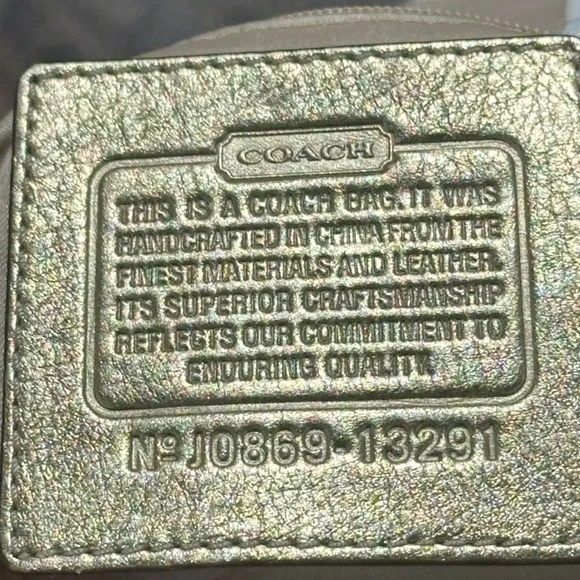 COACH
THIS IS A COACH BAG. IT WAS
HANDCRAFTED IN CHINA FROM THE
FINEST MATERIALS AND LEATHER.
ITS SUPERIOR CRAFTSMANSHIP
REFLECTS OUR COMMITMENT TO
ENDURING QUALITY.
Nº J0869-13291